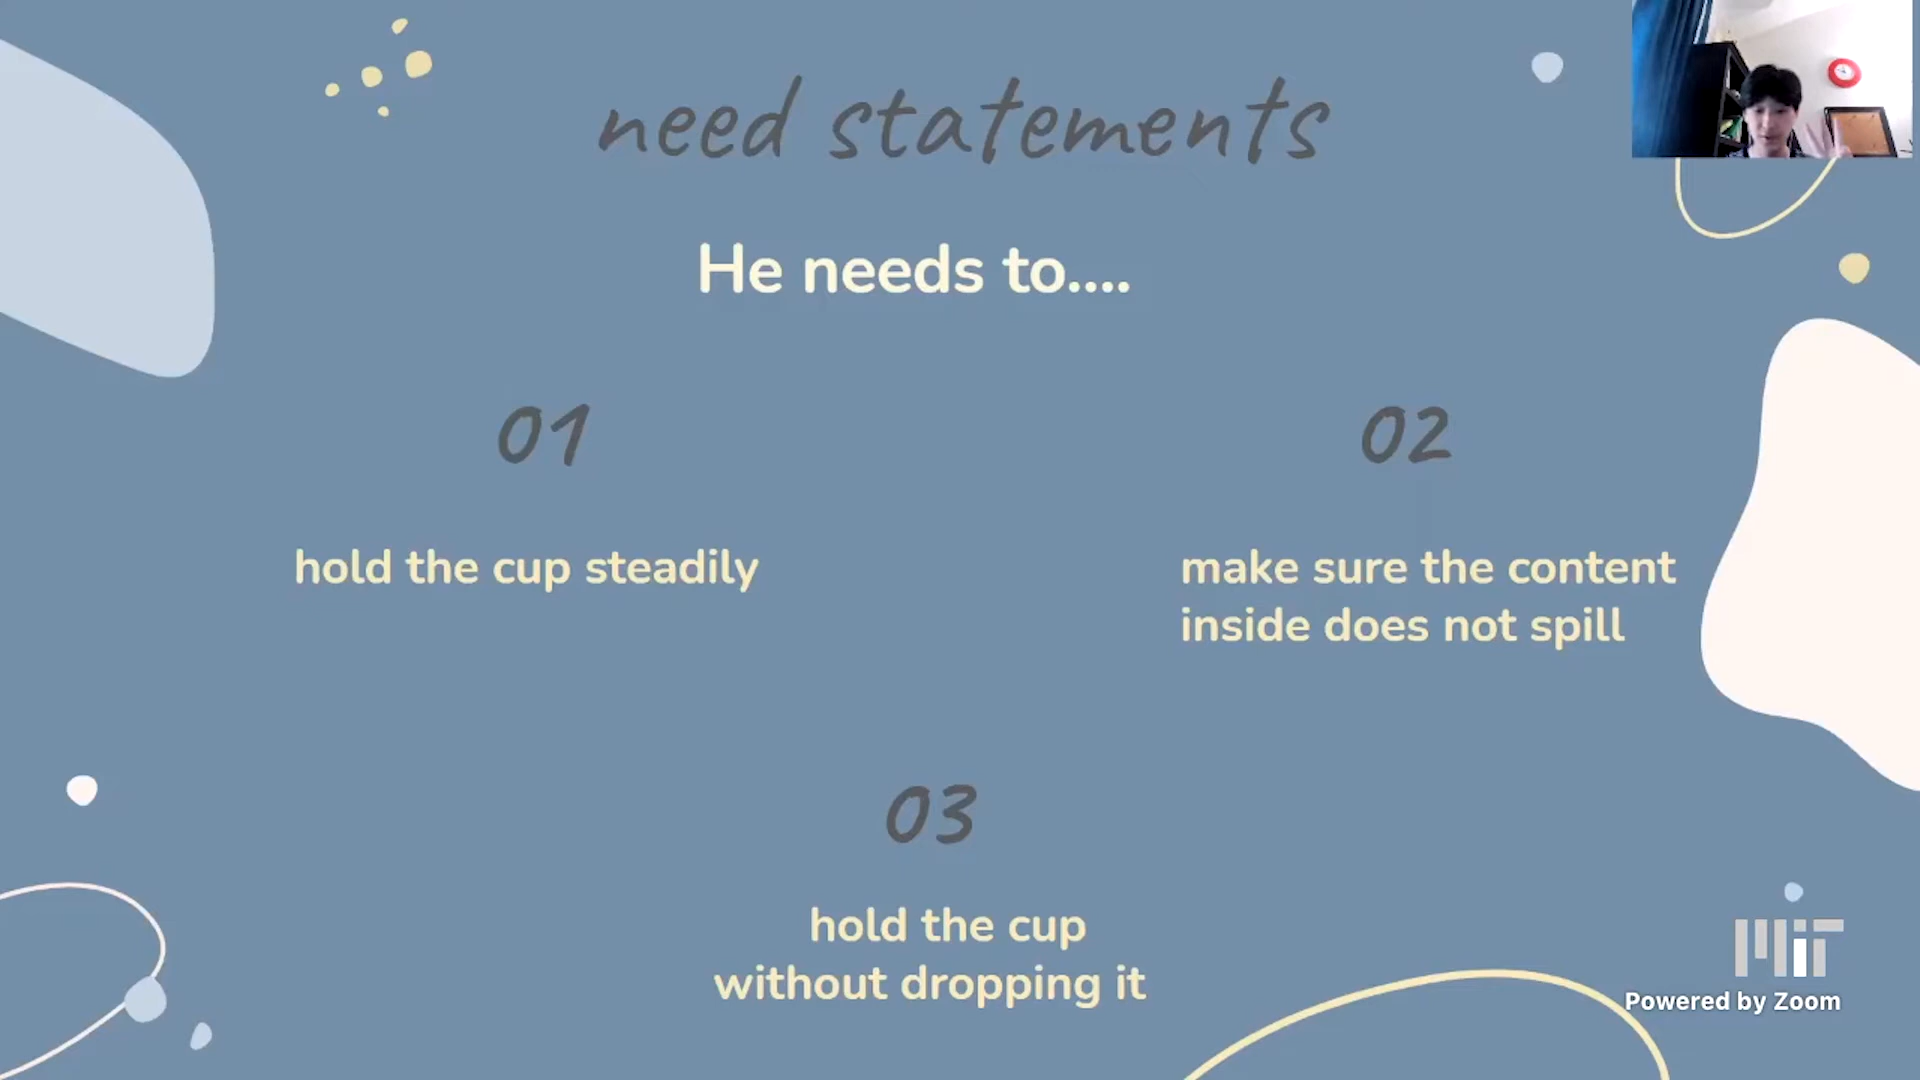 need statements
He needs to....
01
hold the cup steadily
02
make sure the content
inside does not spill
03
hold the cup
without dropping it
MIT
Powered by Zoom